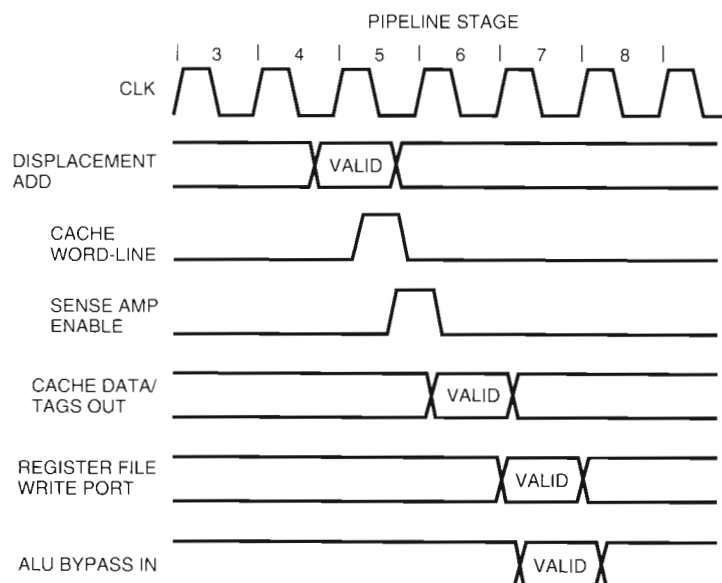 PIPELINE STAGE
3 4 5 6 7 8
CLK
DISPLACEMENT
ADD
VALID
CACHE
WORD-LINE
SENSE AMP
ENABLE
CACHE DATA/
TAGS OUT
VALID
REGISTER FILE
WRITE PORT
VALID
ALU BYPASS IN
VALID